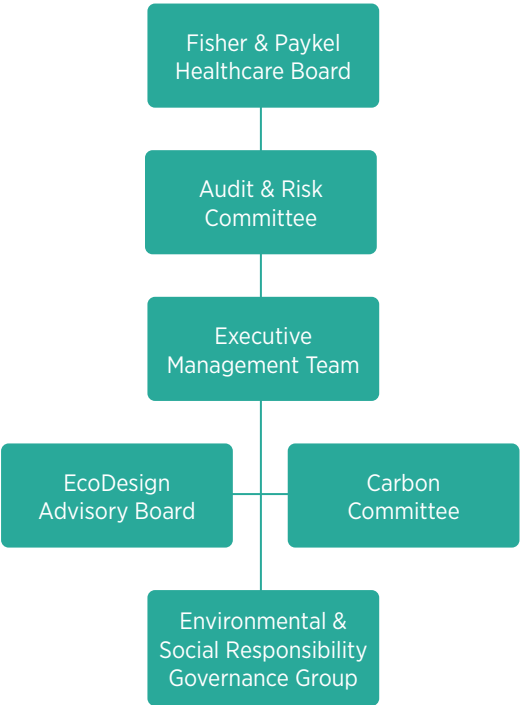 Fisher & Paykel
Healthcare Board
Audit & Risk
Committee
Executive
Management Team
EcoDesign
Advisory Board
Carbon
Committee
Environmental &
Social Responsibility
Governance Group